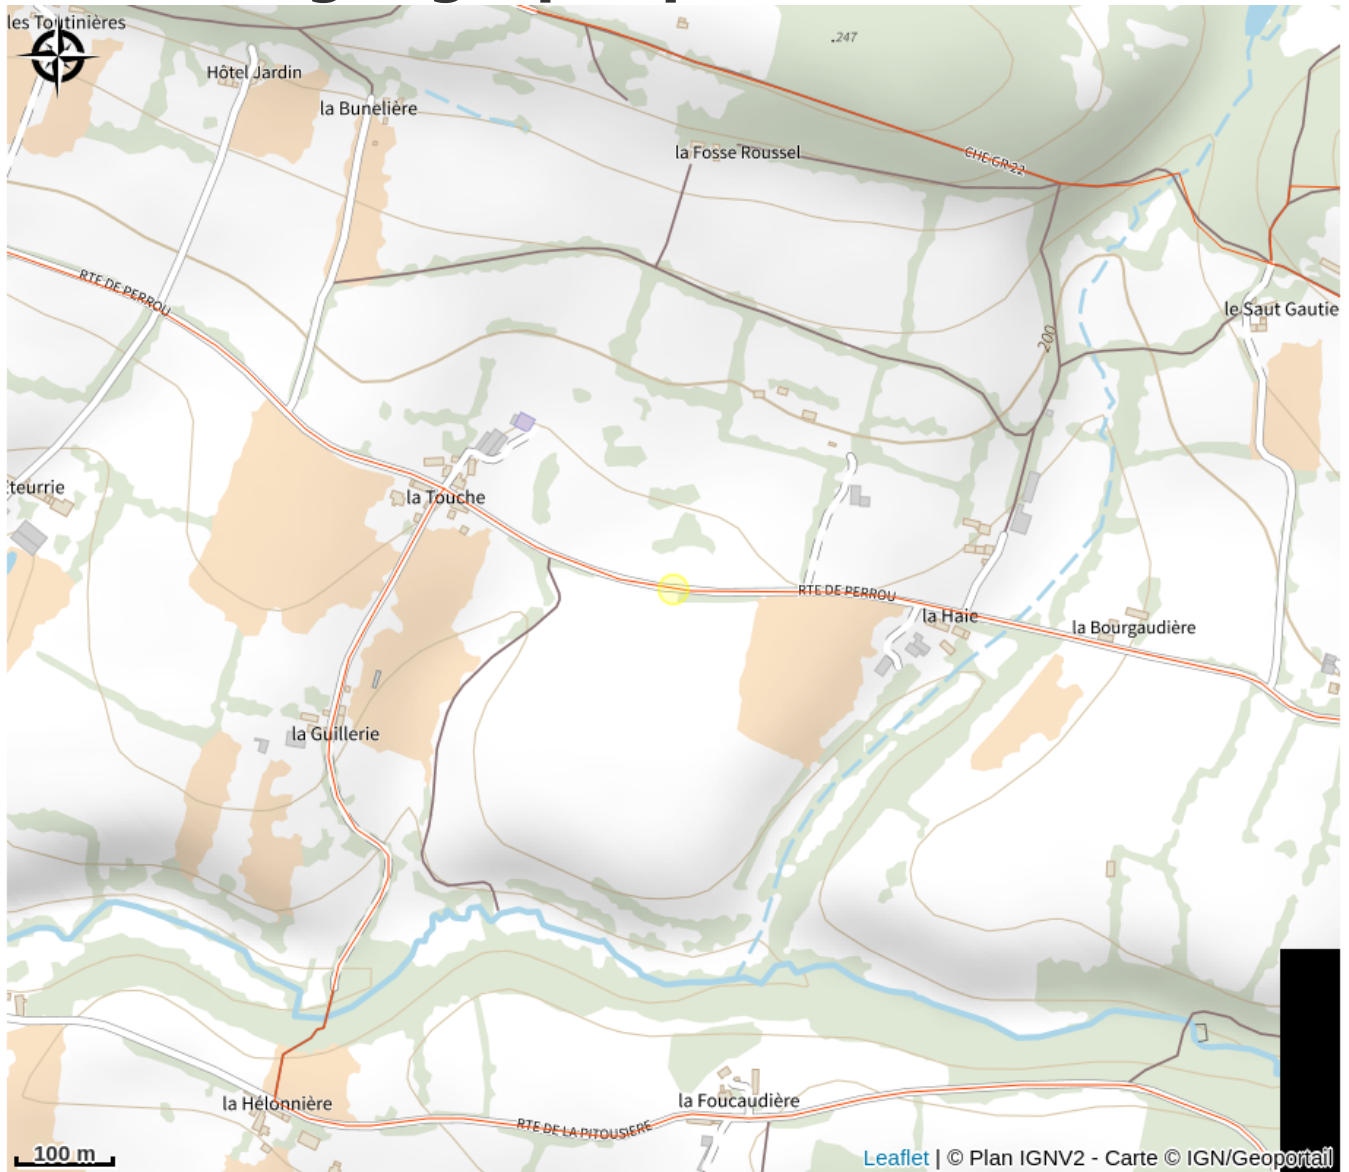 les Toutinières
.247
Hôtel Jardin
la Bunelière
la Fosse Roussel
CHE GR 22
RTE DE PERROU
le Saut Gautie
200
la Touche
teurrie
RTE DE PERROU
la Haie
la Bourgaudière
la Guillerie
la Hélonnière
la Foucaudière
RTE DE LA PITOUSIERE
100 m
Leaflet | © Plan IGNV2 - Carte © IGN/Geoportail